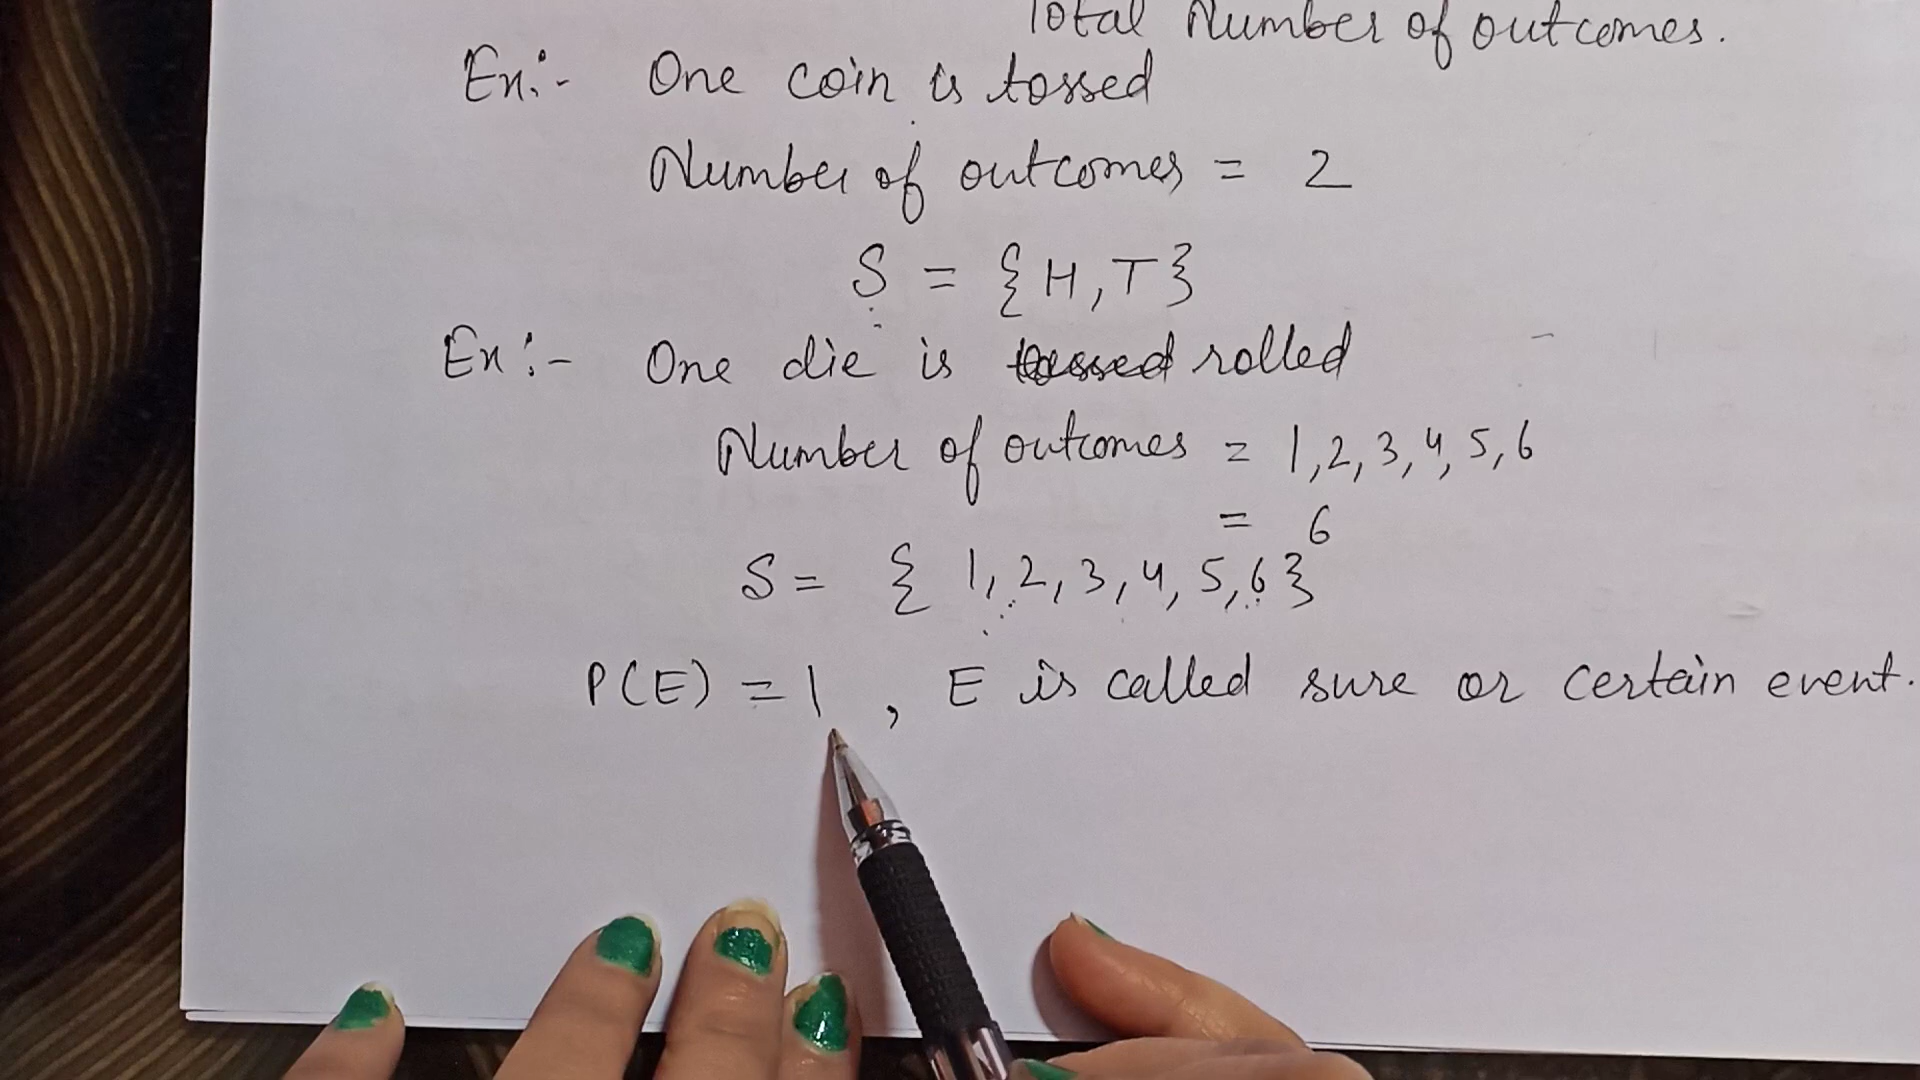 Total Number of outcomes.
Ex:- One coin is tossed
Number of outcomes = 2
S = {H, T}
Ex:- One die is tossed rolled
Number of outcomes = 1, 2, 3, 4, 5, 6
= 6
S = { 1, 2, 3, 4, 5, 6}
P(E) = 1 , E is called sure or certain event.